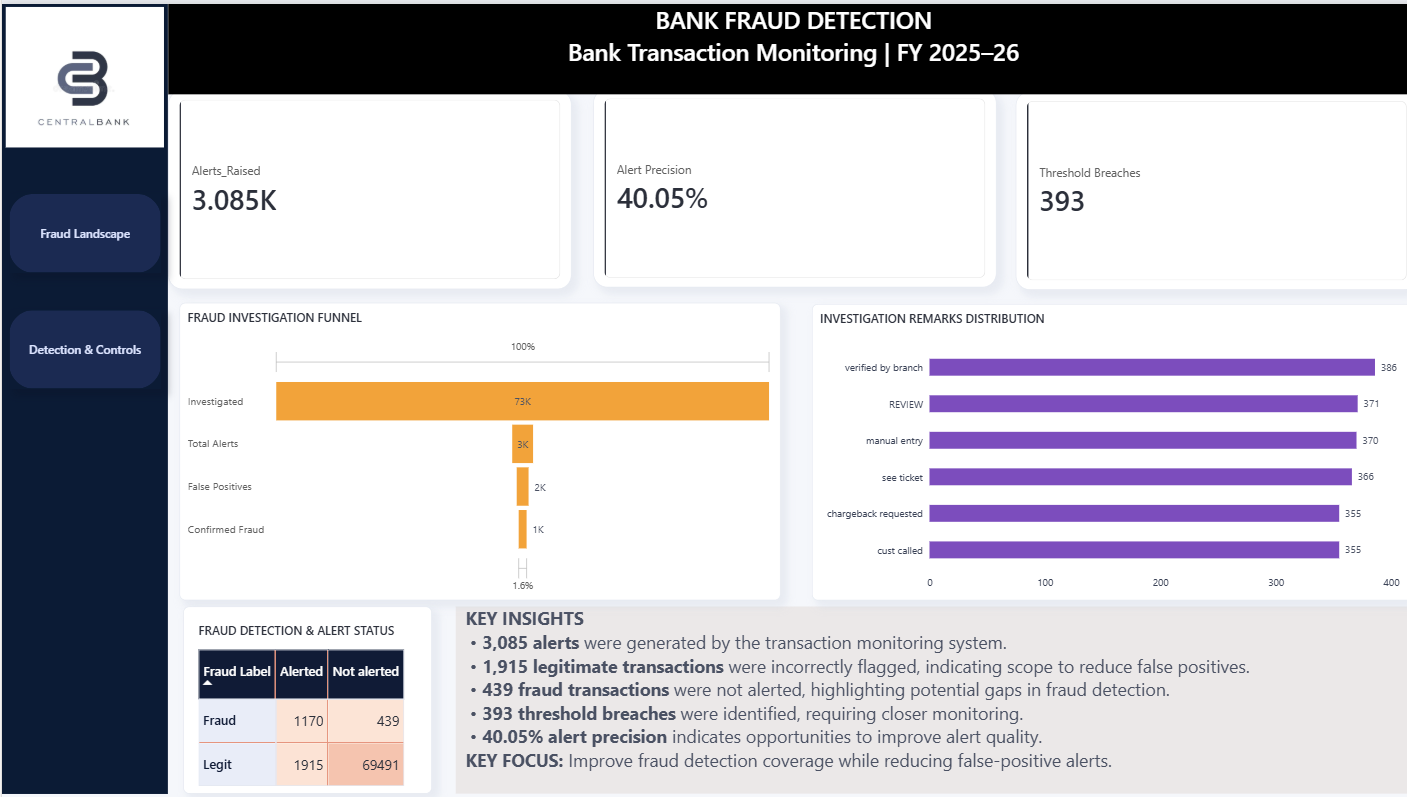 BANK FRAUD DETECTION
Bank Transaction Monitoring | FY 2025–26
CENTRALBANK
Fraud Landscape
Detection & Controls
Alerts_Raised
3.085K
Alert Precision
40.05%
Threshold Breaches
393
FRAUD INVESTIGATION FUNNEL
100%
Investigated 73K
Total Alerts 3K
False Positives 2K
Confirmed Fraud 1K
1.6%
INVESTIGATION REMARKS DISTRIBUTION
verified by branch 386
REVIEW 371
manual entry 370
see ticket 366
chargeback requested 355
cust called 355
0 100 200 300 400
FRAUD DETECTION & ALERT STATUS
Fraud Label Alerted Not alerted
Fraud 1170 439
Legit 1915 69491
KEY INSIGHTS
• 3,085 alerts were generated by the transaction monitoring system.
• 1,915 legitimate transactions were incorrectly flagged, indicating scope to reduce false positives.
• 439 fraud transactions were not alerted, highlighting potential gaps in fraud detection.
• 393 threshold breaches were identified, requiring closer monitoring.
• 40.05% alert precision indicates opportunities to improve alert quality.
KEY FOCUS: Improve fraud detection coverage while reducing false-positive alerts.